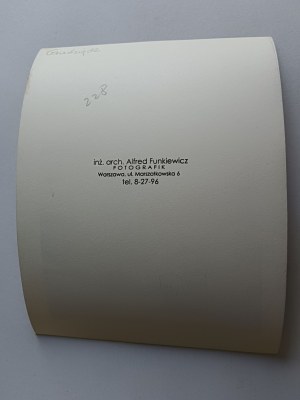 228
inż. arch. Alfred Funkiewicz
FOTOGRAFIK
Warszawa, ul. Marszałkowska 6
tel. 8-27-96